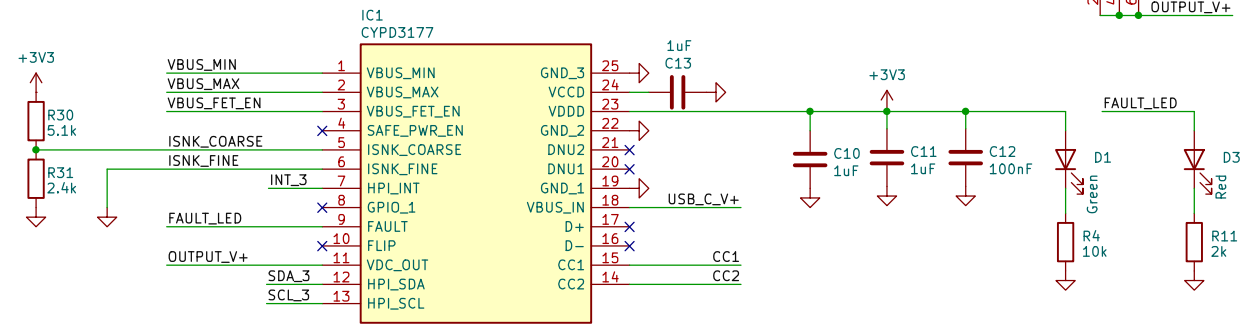 OUTPUT_V+
IC1
CYPD3177
+3V3
R30
5.1k
R31
2.4k
VBUS_MIN
VBUS_MAX
VBUS_FET_EN
ISNK_COARSE
ISNK_FINE
INT_3
FAULT_LED
OUTPUT_V+
SDA_3
SCL_3
1 VBUS_MIN
2 VBUS_MAX
3 VBUS_FET_EN
4 SAFE_PWR_EN
5 ISNK_COARSE
6 ISNK_FINE
7 HPI_INT
8 GPIO_1
9 FAULT
10 FLIP
11 VDC_OUT
12 HPI_SDA
13 HPI_SCL
GND_3 25
VCCD 24
VDDD 23
GND_2 22
DNU2 21
DNU1 20
GND_1 19
VBUS_IN 18
D+ 17
D- 16
CC1 15
CC2 14
1uF
C13
USB_C_V+
CC1
CC2
+3V3
C10
1uF
C11
1uF
C12
100nF
D1
Green
R4
10k
FAULT_LED
D3
Red
R11
2k